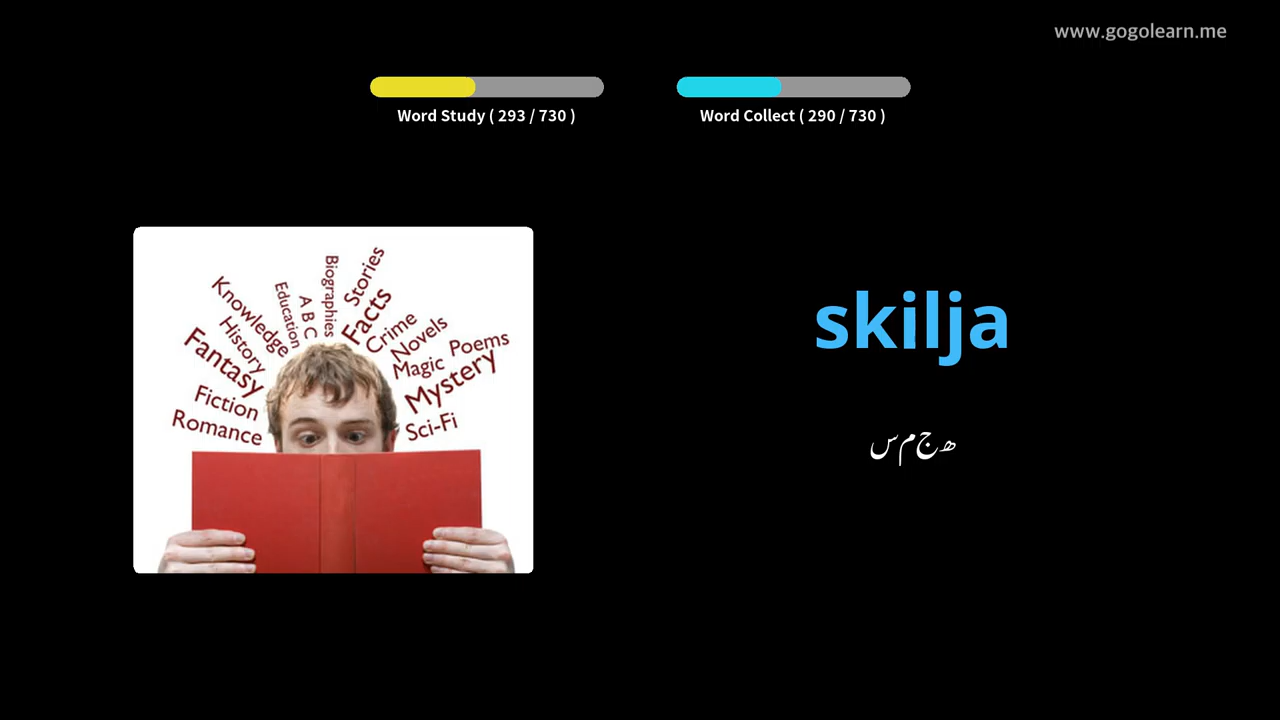 www.gogolearn.me
Word Study ( 293 / 730 )
Word Collect ( 290 / 730 )
Romance
Fiction
Fantasy
History
Knowledge
Education
A B C
Biographies
Stories
Facts
Crime
Novels
Magic
Poems
Mystery
Sci-Fi
skilja
ھ ج م س